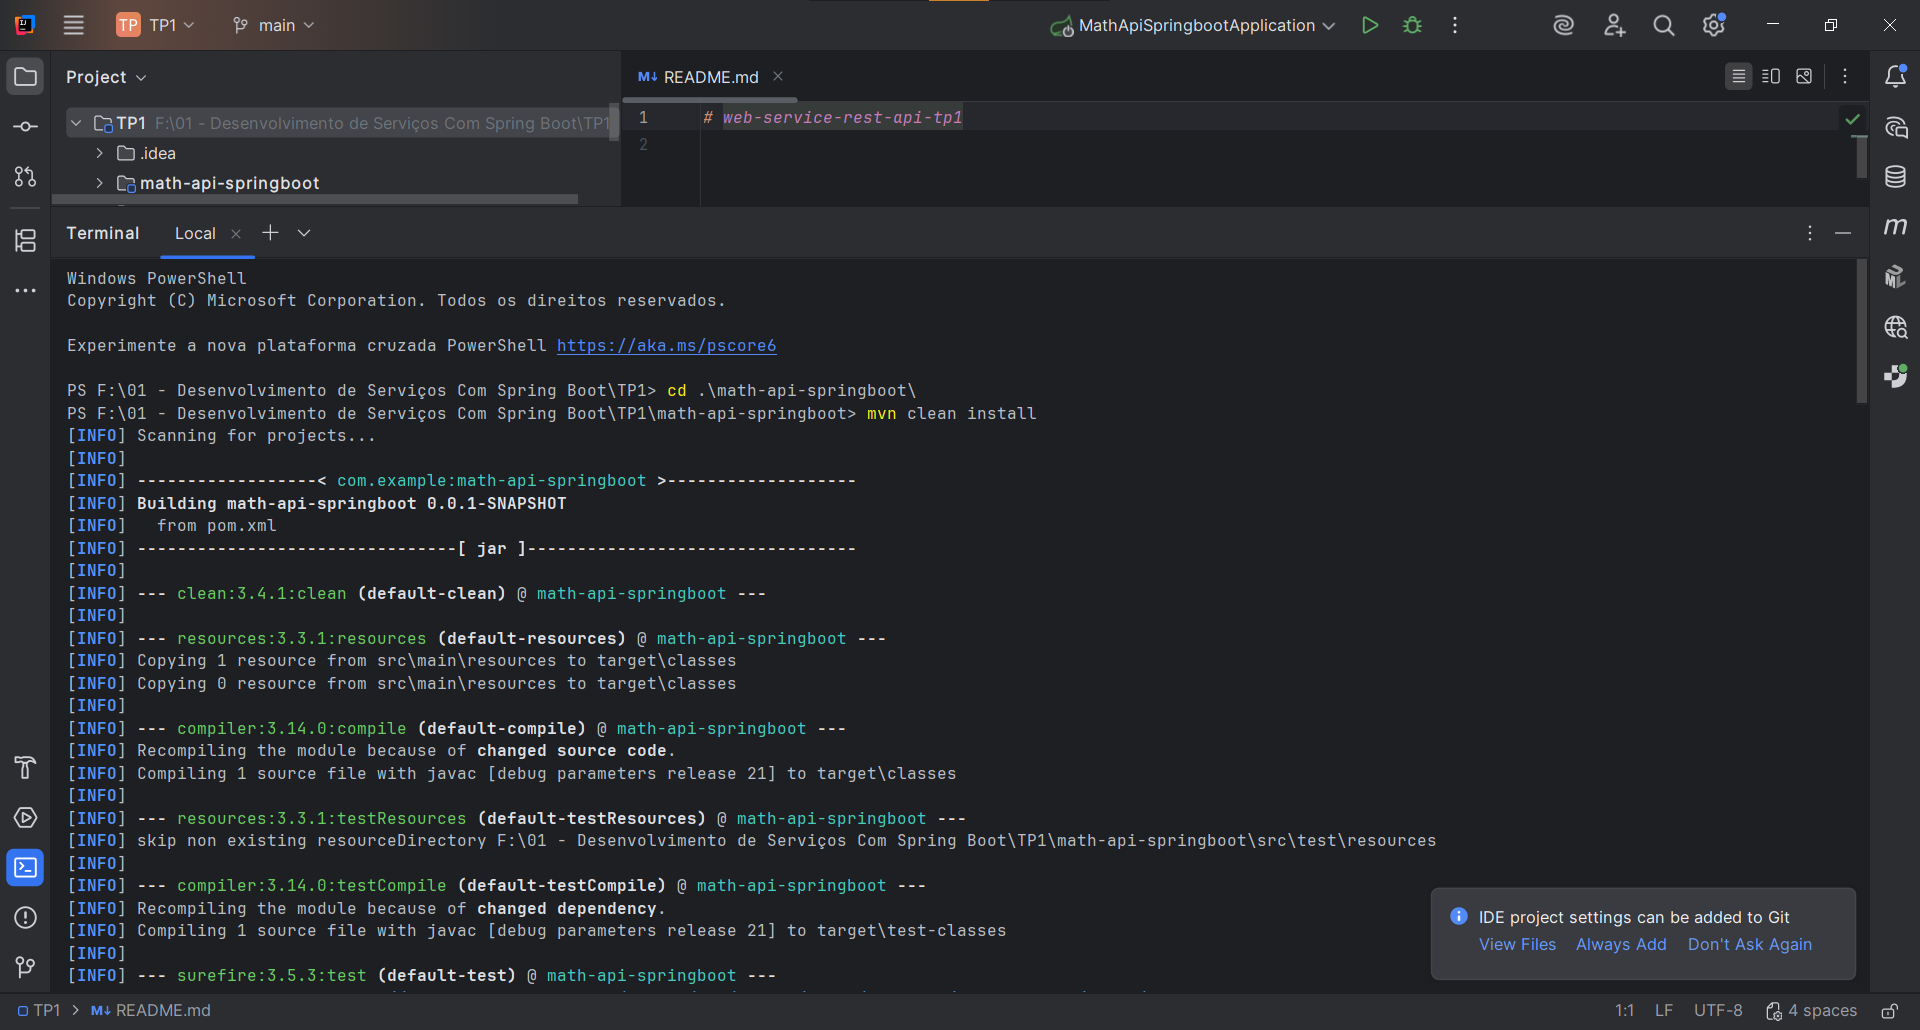 TP TP1 main MathApiSpringbootApplication
Project
M↓ README.md
TP1 F:\01 - Desenvolvimento de Serviços Com Spring Boot\TP1
.idea
math-api-springboot
1 # web-service-rest-api-tp1
2
Terminal Local
Windows PowerShell
Copyright (C) Microsoft Corporation. Todos os direitos reservados.
Experimente a nova plataforma cruzada PowerShell https://aka.ms/pscore6
PS F:\01 - Desenvolvimento de Serviços Com Spring Boot\TP1> cd .\math-api-springboot\
PS F:\01 - Desenvolvimento de Serviços Com Spring Boot\TP1\math-api-springboot> mvn clean install
[INFO] Scanning for projects...
[INFO]
[INFO] ------------------< com.example:math-api-springboot >-------------------
[INFO] Building math-api-springboot 0.0.1-SNAPSHOT
[INFO]   from pom.xml
[INFO] --------------------------------[ jar ]---------------------------------
[INFO]
[INFO] --- clean:3.4.1:clean (default-clean) @ math-api-springboot ---
[INFO]
[INFO] --- resources:3.3.1:resources (default-resources) @ math-api-springboot ---
[INFO] Copying 1 resource from src\main\resources to target\classes
[INFO] Copying 0 resource from src\main\resources to target\classes
[INFO]
[INFO] --- compiler:3.14.0:compile (default-compile) @ math-api-springboot ---
[INFO] Recompiling the module because of changed source code.
[INFO] Compiling 1 source file with javac [debug parameters release 21] to target\classes
[INFO]
[INFO] --- resources:3.3.1:testResources (default-testResources) @ math-api-springboot ---
[INFO] skip non existing resourceDirectory F:\01 - Desenvolvimento de Serviços Com Spring Boot\TP1\math-api-springboot\src\test\resources
[INFO]
[INFO] --- compiler:3.14.0:testCompile (default-testCompile) @ math-api-springboot ---
[INFO] Recompiling the module because of changed dependency.
[INFO] Compiling 1 source file with javac [debug parameters release 21] to target\test-classes
[INFO]
[INFO] --- surefire:3.5.3:test (default-test) @ math-api-springboot ---
IDE project settings can be added to Git
View Files Always Add Don't Ask Again
TP1 > M↓ README.md 1:1 LF UTF-8 4 spaces